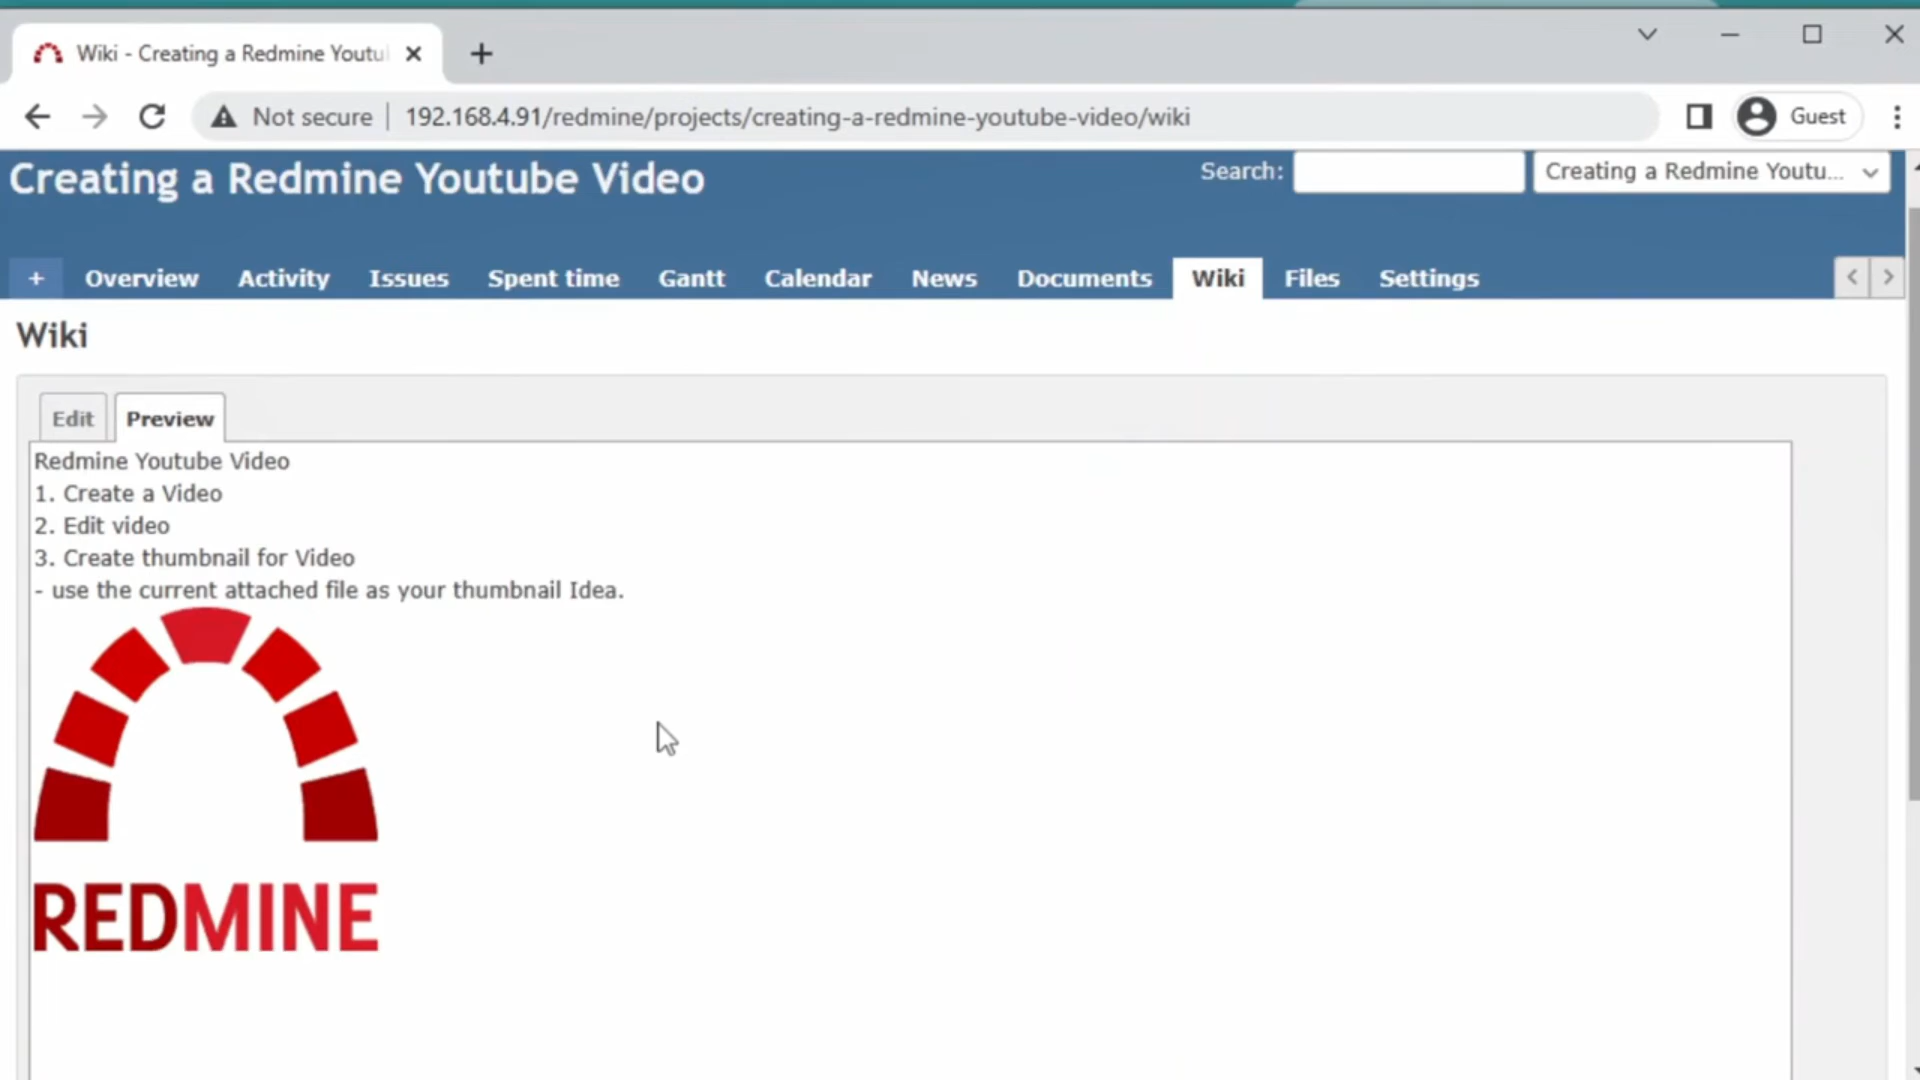 Wiki - Creating a Redmine Youtu
Not secure 192.168.4.91/redmine/projects/creating-a-redmine-youtube-video/wiki Guest
Creating a Redmine Youtube Video Search: Creating a Redmine Youtu...
+ Overview Activity Issues Spent time Gantt Calendar News Documents Wiki Files Settings
Wiki
Edit Preview
Redmine Youtube Video
1. Create a Video
2. Edit video
3. Create thumbnail for Video
- use the current attached file as your thumbnail Idea.
REDMINE